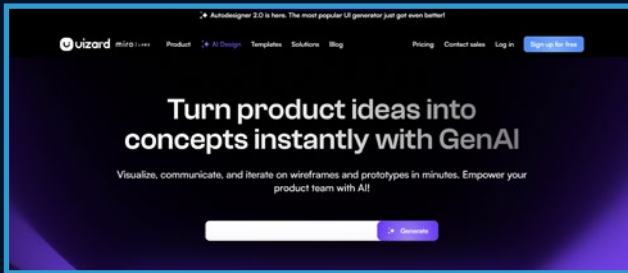 Autodesigner 2.0 is here. The most popular UI generator just got even better!
uizard miro LABS Product AI Design Templates Solutions Blog Pricing Contact sales Log in Sign up for free
Turn product ideas into
concepts instantly with GenAI
Visualize, communicate, and iterate on wireframes and prototypes in minutes. Empower your
product team with AI!
Generate